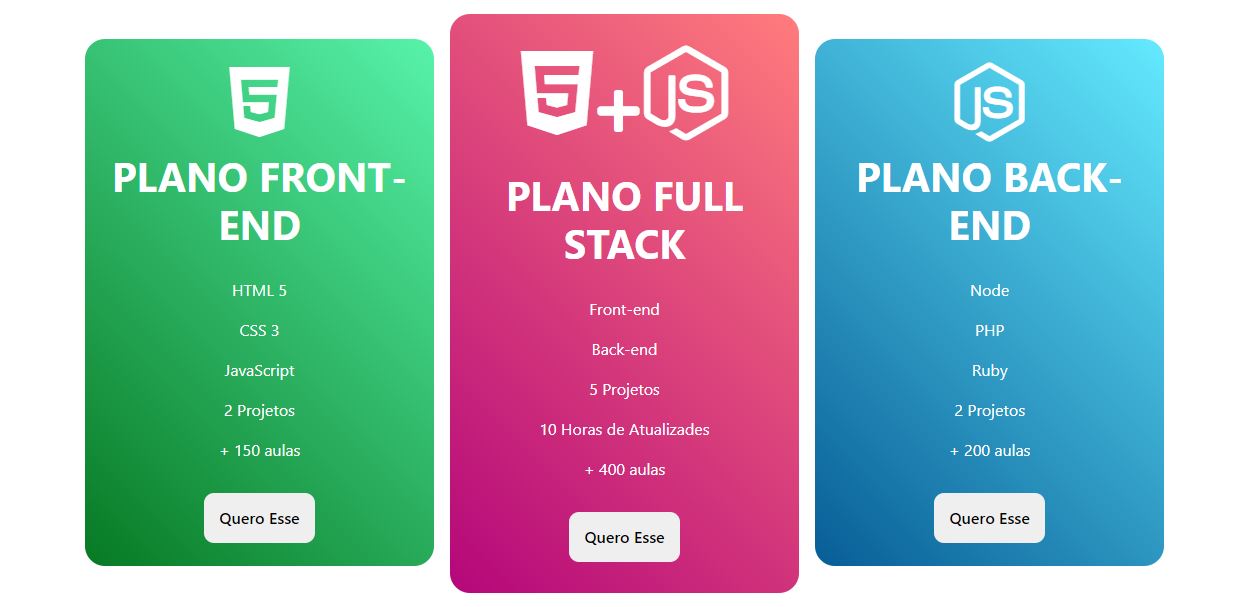 5
PLANO FRONT-
END
HTML 5
CSS 3
JavaScript
2 Projetos
+ 150 aulas
Quero Esse
5+JS
PLANO FULL
STACK
Front-end
Back-end
5 Projetos
10 Horas de Atualizades
+ 400 aulas
Quero Esse
JS
PLANO BACK-
END
Node
PHP
Ruby
2 Projetos
+ 200 aulas
Quero Esse